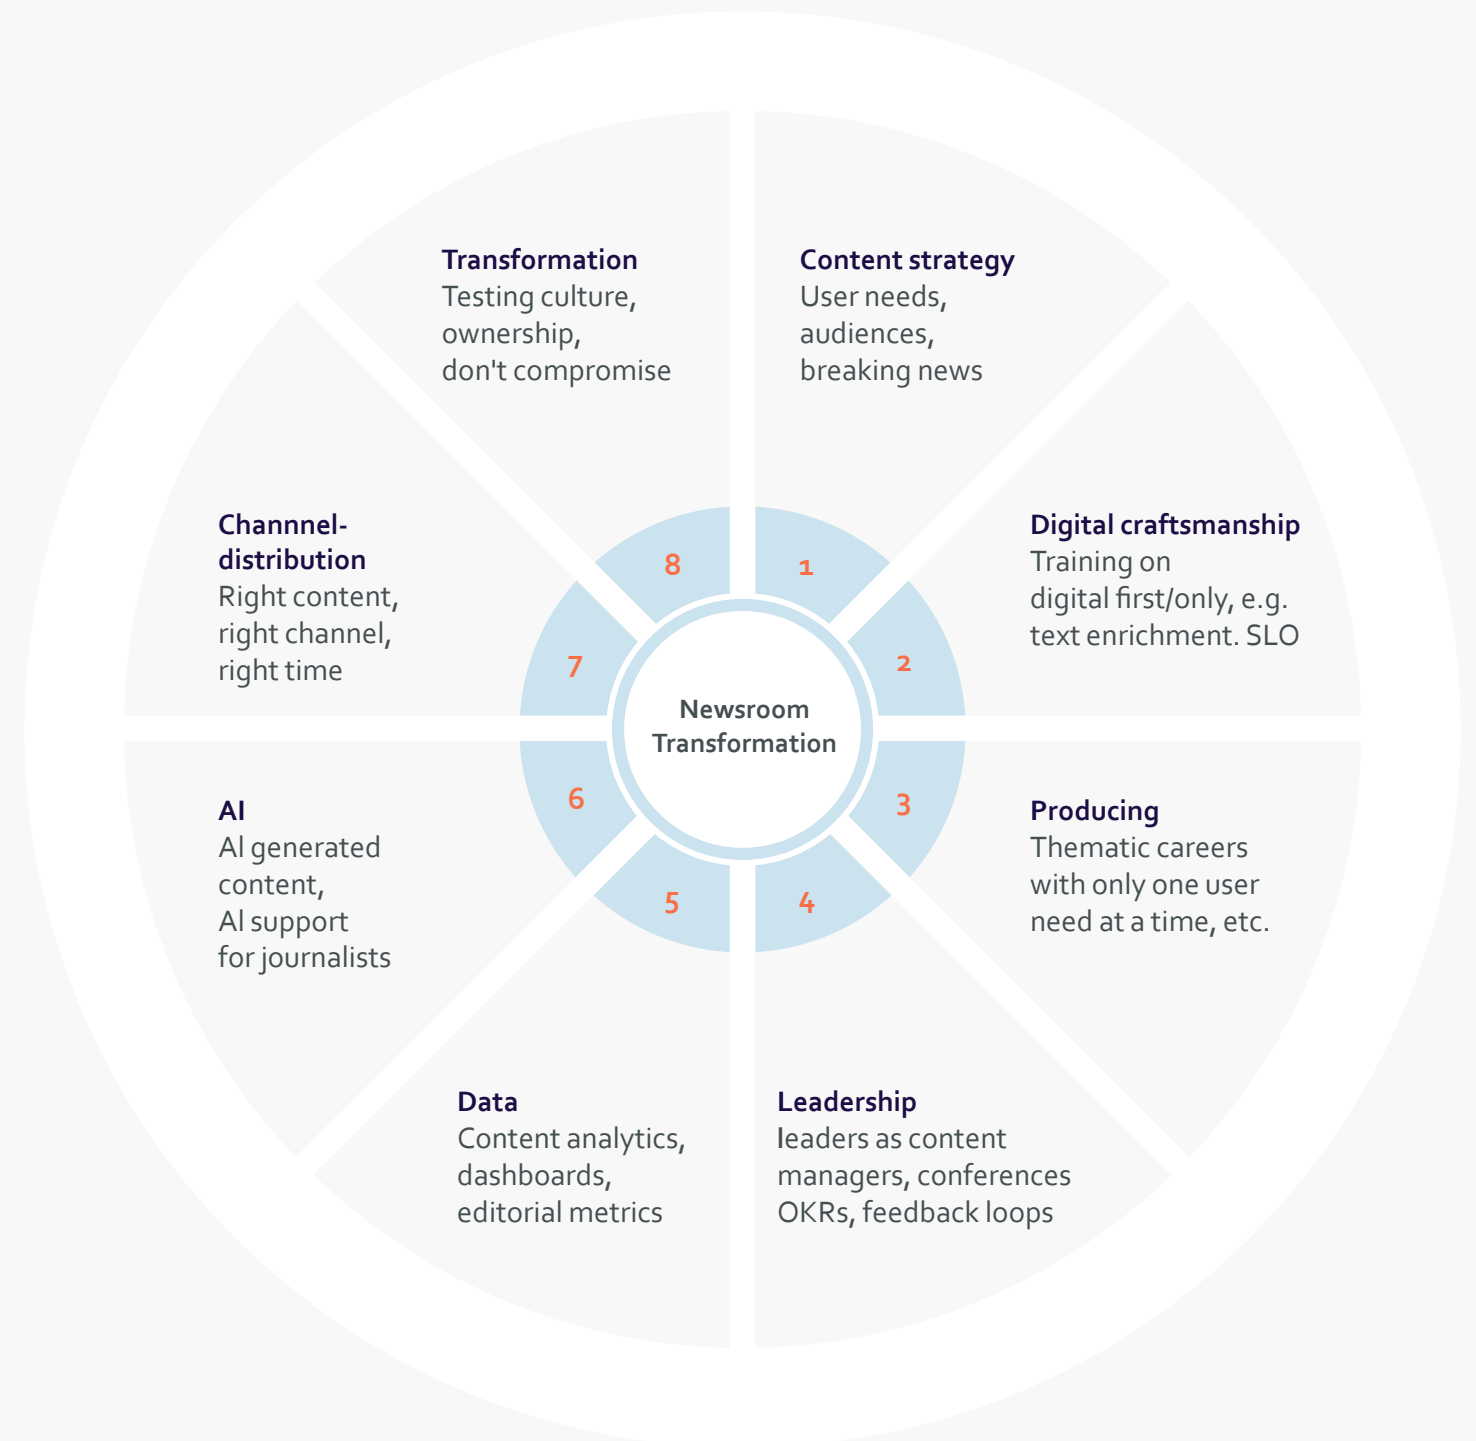 Newsroom
Transformation
1
Content strategy
User needs,
audiences,
breaking news
2
Digital craftsmanship
Training on
digital first/only, e.g.
text enrichment. SLO
3
Producing
Thematic careers
with only one user
need at a time, etc.
4
Leadership
leaders as content
managers, conferences
OKRs, feedback loops
5
Data
Content analytics,
dashboards,
editorial metrics
6
AI
AI generated
content,
AI support
for journalists
7
Channnel-
distribution
Right content,
right channel,
right time
8
Transformation
Testing culture,
ownership,
don't compromise